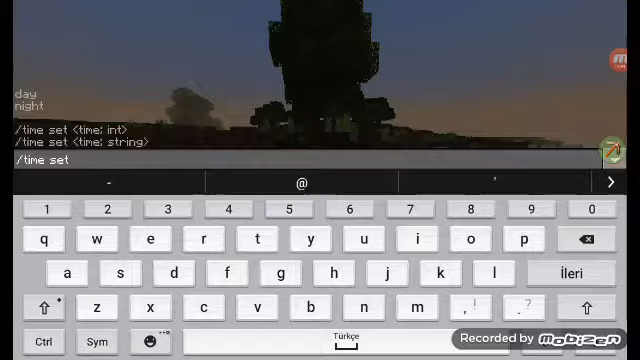 day
night
/time set <time: int>
/time set <time: string>
/time set
- @ '
1 2 3 4 5 6 7 8 9 0
q w e r t y u i o p
a s d f g h j k l İleri
z x c v b n m , ! . ?
Ctrl Sym Türkçe
Recorded by mobizen